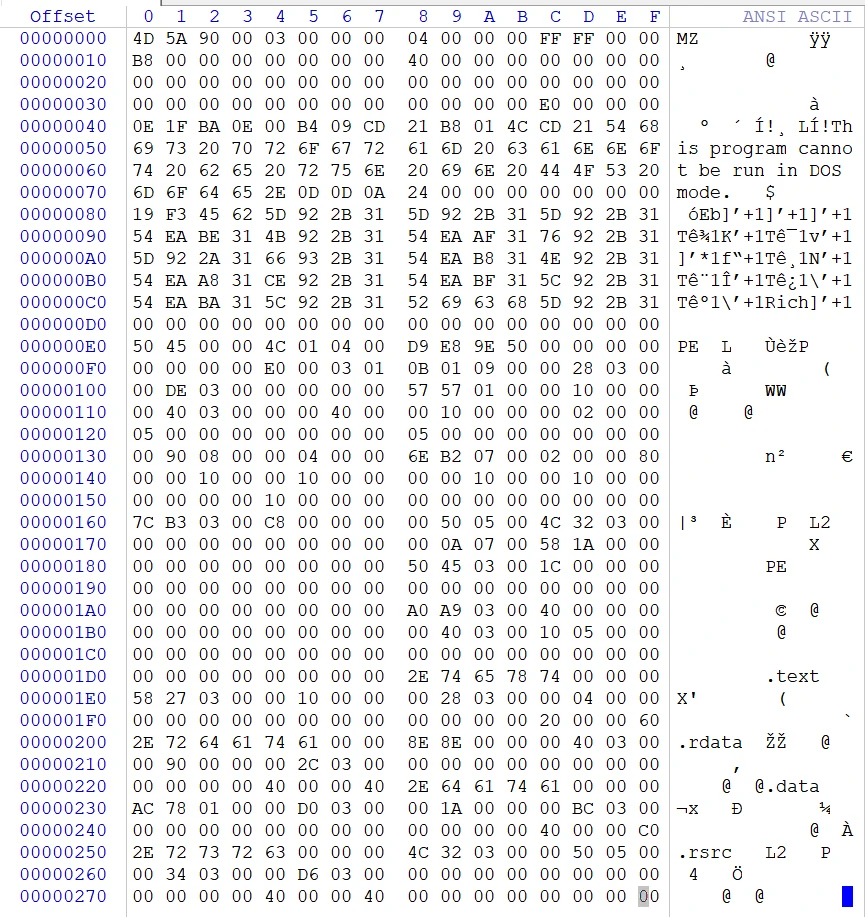 Offset 0 1 2 3 4 5 6 7 8 9 A B C D E F ANSI ASCII
00000000 4D 5A 90 00 03 00 00 00 04 00 00 00 FF FF 00 00 MZ ÿÿ
00000010 B8 00 00 00 00 00 00 00 40 00 00 00 00 00 00 00 ¸ @
00000020 00 00 00 00 00 00 00 00 00 00 00 00 00 00 00 00
00000030 00 00 00 00 00 00 00 00 00 00 00 00 E0 00 00 00 à
00000040 0E 1F BA 0E 00 B4 09 CD 21 B8 01 4C CD 21 54 68 º ´ Í!¸ LÍ!Th
00000050 69 73 20 70 72 6F 67 72 61 6D 20 63 61 6E 6E 6F is program canno
00000060 74 20 62 65 20 72 75 6E 20 69 6E 20 44 4F 53 20 t be run in DOS
00000070 6D 6F 64 65 2E 0D 0D 0A 24 00 00 00 00 00 00 00 mode. $
00000080 19 F3 45 62 5D 92 2B 31 5D 92 2B 31 5D 92 2B 31 óEb]’+1]’+1]’+1
00000090 54 EA BE 31 4B 92 2B 31 54 EA AF 31 76 92 2B 31 Tê¾1K’+1Tê¯1v’+1
000000A0 5D 92 2A 31 66 93 2B 31 54 EA B8 31 4E 92 2B 31 ]’*1f“+1Tê¸1N’+1
000000B0 54 EA A8 31 CE 92 2B 31 54 EA BF 31 5C 92 2B 31 Tê¨1Î’+1Tê¿1\’+1
000000C0 54 EA BA 31 5C 92 2B 31 52 69 63 68 5D 92 2B 31 Têº1\’+1Rich]’+1
000000D0 00 00 00 00 00 00 00 00 00 00 00 00 00 00 00 00
000000E0 50 45 00 00 4C 01 04 00 D9 E8 9E 50 00 00 00 00 PE L ÙèžP
000000F0 00 00 00 00 E0 00 03 01 0B 01 09 00 00 28 03 00 à (
00000100 00 DE 03 00 00 00 00 00 57 57 01 00 00 10 00 00 Þ WW
00000110 00 40 03 00 00 00 40 00 00 10 00 00 00 02 00 00 @ @
00000120 05 00 00 00 00 00 00 00 05 00 00 00 00 00 00 00
00000130 00 90 08 00 00 04 00 00 6E B2 07 00 02 00 00 80 n² €
00000140 00 00 10 00 00 10 00 00 00 00 10 00 00 10 00 00
00000150 00 00 00 00 10 00 00 00 00 00 00 00 00 00 00 00
00000160 7C B3 03 00 C8 00 00 00 00 50 05 00 4C 32 03 00 |³ È P L2
00000170 00 00 00 00 00 00 00 00 00 0A 07 00 58 1A 00 00 X
00000180 00 00 00 00 00 00 00 00 50 45 03 00 1C 00 00 00 PE
00000190 00 00 00 00 00 00 00 00 00 00 00 00 00 00 00 00
000001A0 00 00 00 00 00 00 00 00 A0 A9 03 00 40 00 00 00 © @
000001B0 00 00 00 00 00 00 00 00 00 40 03 00 10 05 00 00 @
000001C0 00 00 00 00 00 00 00 00 00 00 00 00 00 00 00 00
000001D0 00 00 00 00 00 00 00 00 2E 74 65 78 74 00 00 00 .text
000001E0 58 27 03 00 00 10 00 00 00 28 03 00 00 04 00 00 X' (
000001F0 00 00 00 00 00 00 00 00 00 00 00 00 20 00 00 60 `
00000200 2E 72 64 61 74 61 00 00 8E 8E 00 00 00 40 03 00 .rdata ŽŽ @
00000210 00 90 00 00 00 2C 03 00 00 00 00 00 00 00 00 00 ,
00000220 00 00 00 00 40 00 00 40 2E 64 61 74 61 00 00 00 @ @.data
00000230 AC 78 01 00 00 D0 03 00 00 1A 00 00 00 BC 03 00 ¬x Ð ¼
00000240 00 00 00 00 00 00 00 00 00 00 00 00 40 00 00 C0 @ À
00000250 2E 72 73 72 63 00 00 00 4C 32 03 00 00 50 05 00 .rsrc L2 P
00000260 00 34 03 00 00 D6 03 00 00 00 00 00 00 00 00 00 4 Ö
00000270 00 00 00 00 40 00 00 40 00 00 00 00 00 00 00 00 @ @